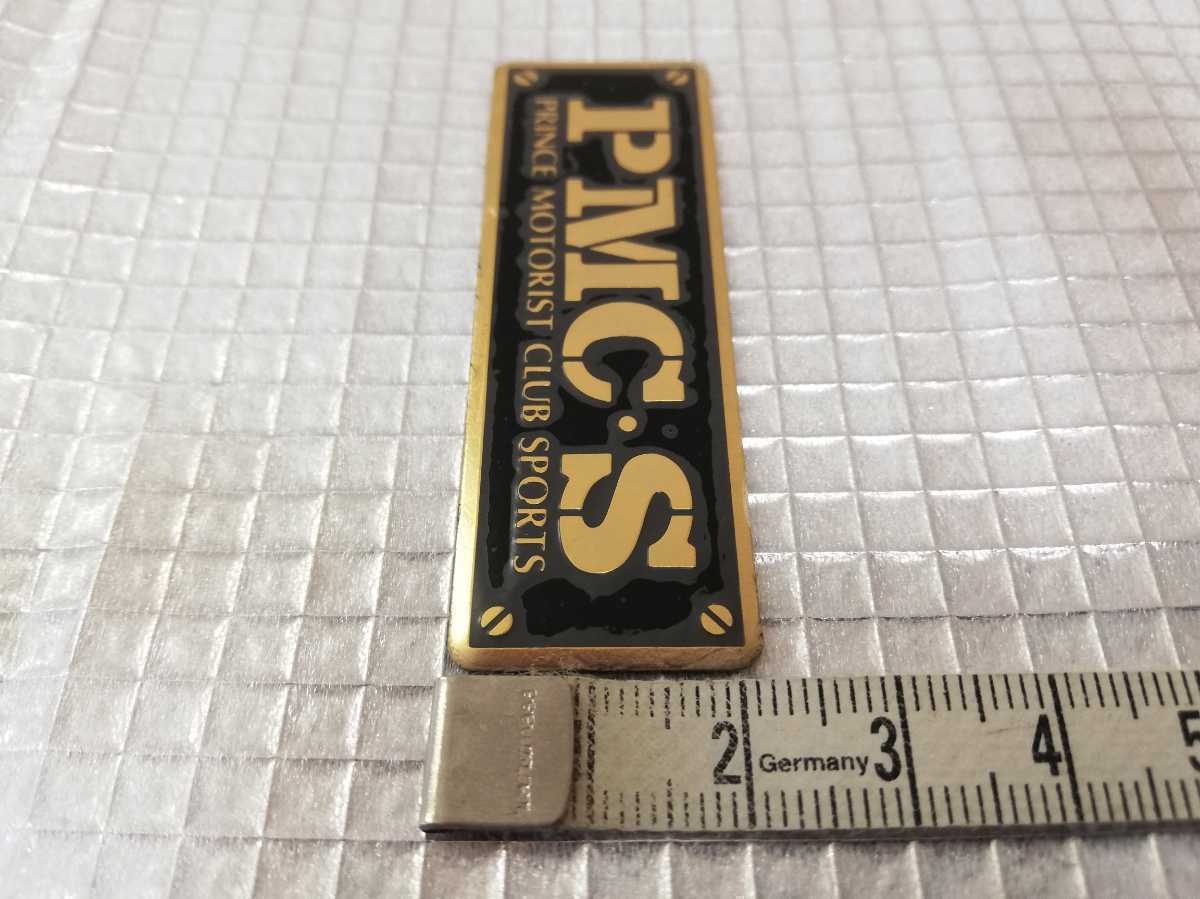 PMC·S
PRINCE MOTORIST CLUB SPORTS
2 Germany 3 4 5